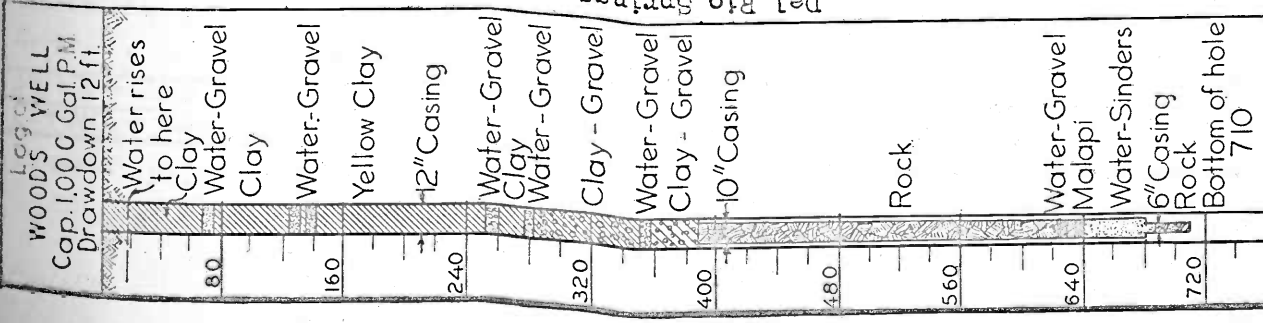 Log of
WOODS WELL
Cap. 1,000 Gal. P.M.
Drawdown 12 ft.
Water rises
to here
Clay
Water-Gravel
Clay
Water-Gravel
Yellow Clay
12" Casing
Water-Gravel
Clay
Water-Gravel
Clay - Gravel
Water-Gravel
Clay - Gravel
10" Casing
Rock
Water-Gravel
Malapi
Water-Sinders
6" Casing
Rock
Bottom of hole
710
80
160
240
320
400
480
560
640
720
Del Rio Springs